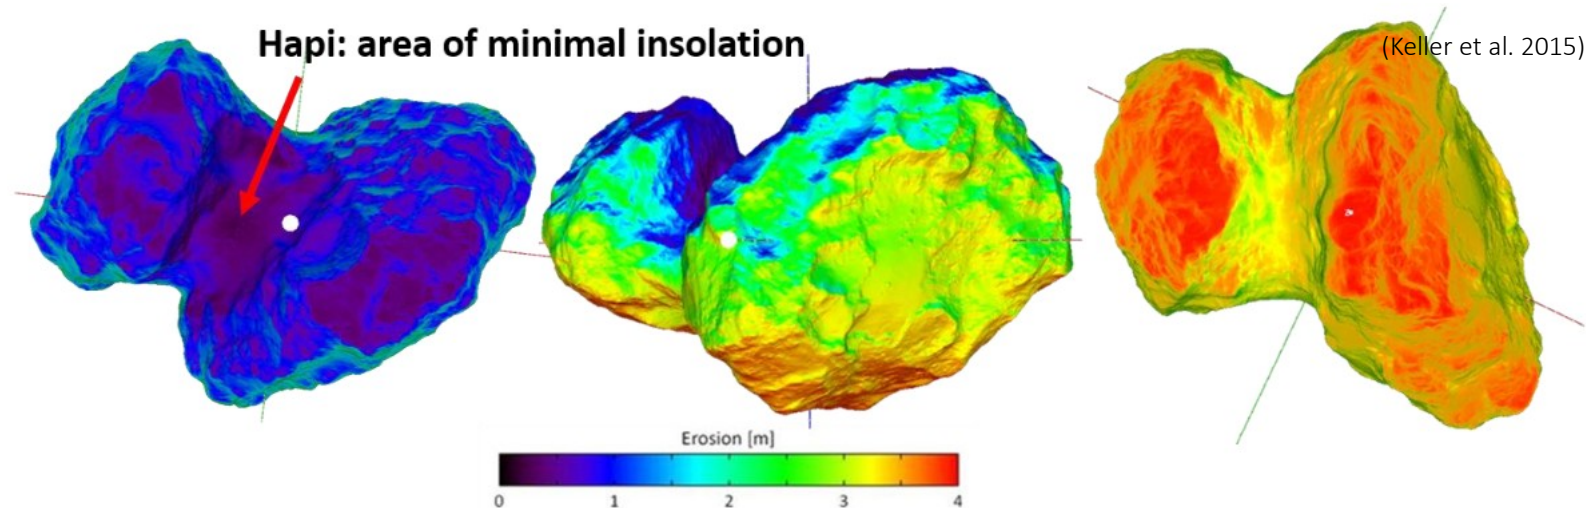 Hapi: area of minimal insolation
(Keller et al. 2015)
Erosion [m]
0 1 2 3 4